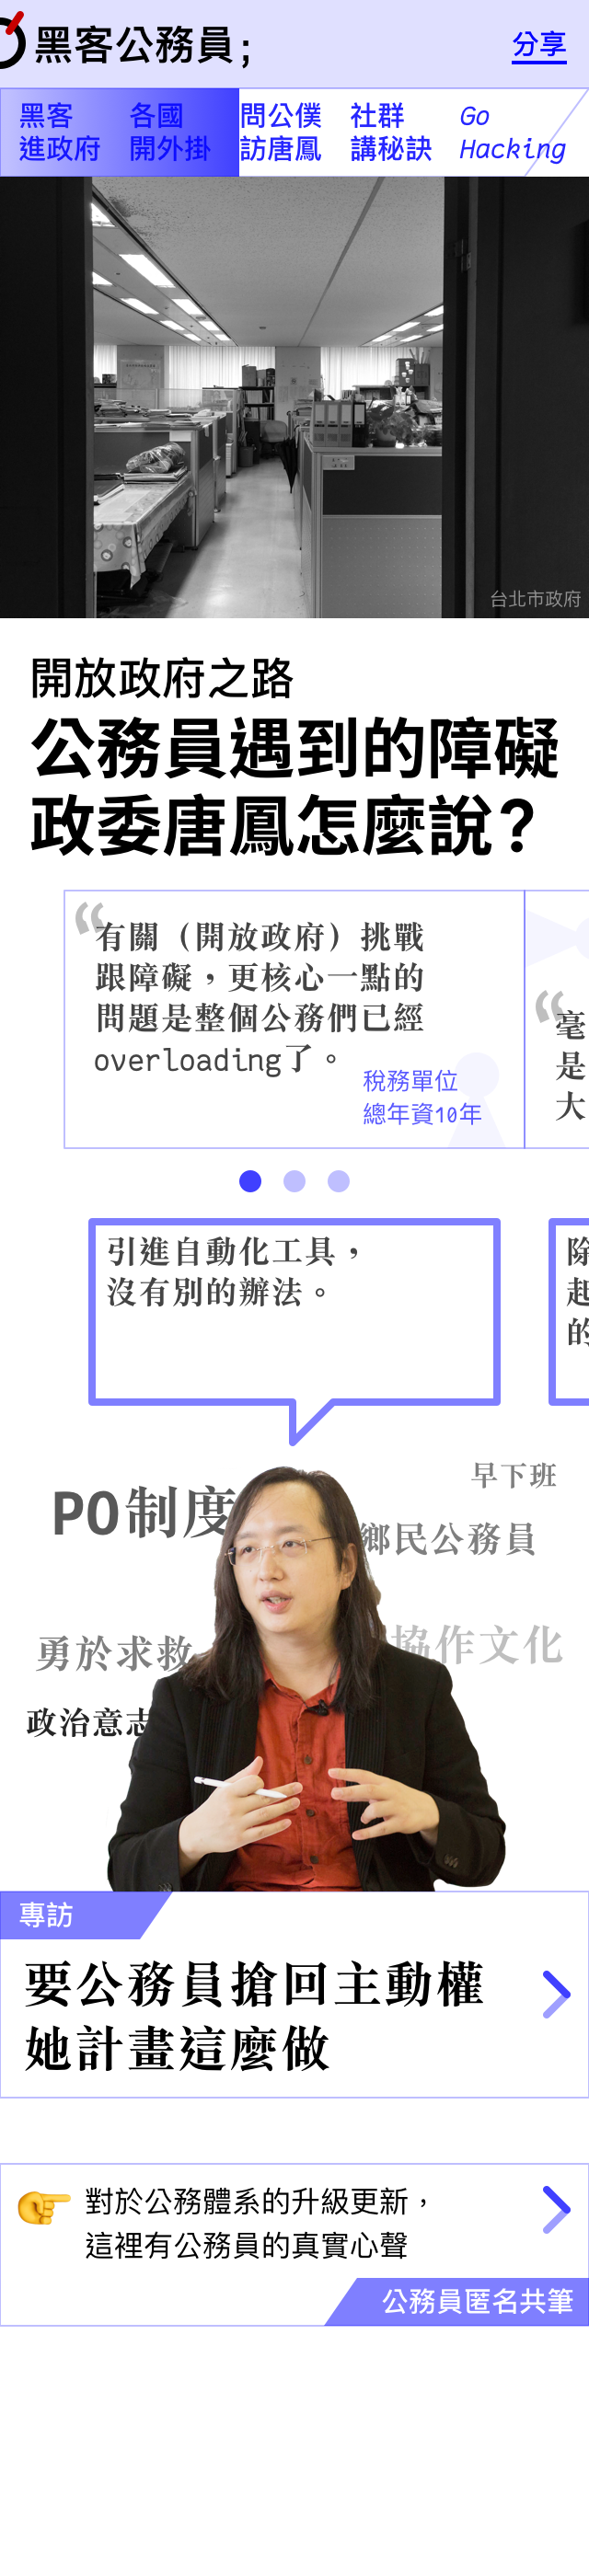 黑客公務員;
分享
黑客
進政府
各國
開外掛
問公僕
訪唐鳳
社群
講秘訣
Go
Hacking
台北市政府
開放政府之路
公務員遇到的障礙
政委唐鳳怎麼說?
“
有關（開放政府）挑戰
跟障礙，更核心一點的
問題是整個公務們已經
overloading了。
稅務單位
總年資10年
“
毫
是
大
引進自動化工具，
沒有別的辦法。
除
起
的
早下班
PO制度
鄉民公務員
勇於求救
協作文化
政治意志
專訪
要公務員搶回主動權
她計畫這麼做
👉 對於公務體系的升級更新，
這裡有公務員的真實心聲
公務員匿名共筆